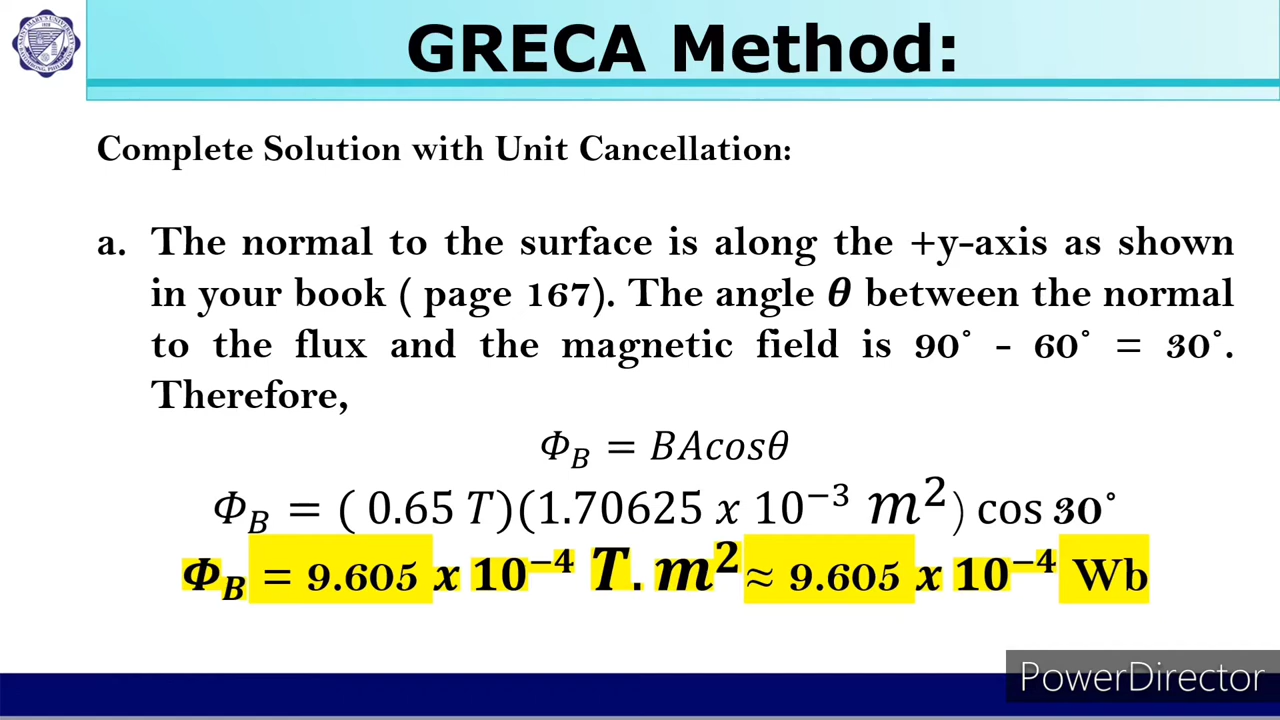 GRECA Method:
Complete Solution with Unit Cancellation:
a. The normal to the surface is along the +y-axis as shown
in your book ( page 167). The angle θ between the normal
to the flux and the magnetic field is 90° - 60° = 30°.
Therefore,
Φ_B = BAcosθ
Φ_B = ( 0.65 T)(1.70625 x 10⁻³ m²) cos 30°
Φ_B = 9.605 x 10⁻⁴ T. m² ≈ 9.605 x 10⁻⁴ Wb
PowerDirector